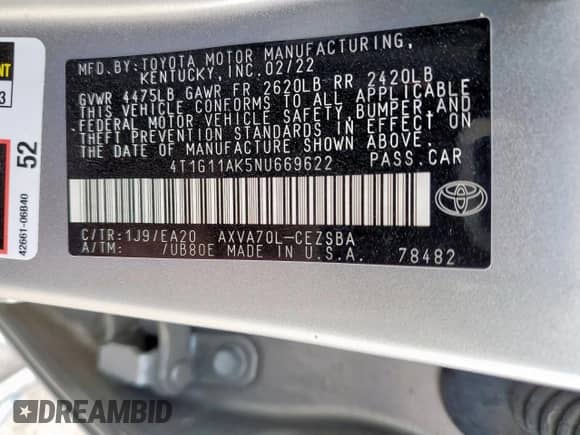 MFD.BY:TOYOTA MOTOR MANUFACTURING,
KENTUCKY, INC.02/22
GVWR 4475LB GAWR FR 2620LB RR 2420LB
THIS VEHICLE CONFORMS TO ALL APPLICABLE
FEDERAL MOTOR VEHICLE SAFETY,BUMPER,AND
THEFT PREVENTION STANDARDS IN EFFECT ON
THE DATE OF MANUFACTURE SHOWN ABOVE.
4T1G11AK5NU669622 PASS.CAR
C/TR:1J9/EA20 AXVA70L-CEZSBA
A/TM: /UB80E MADE IN U.S.A. 78482
52
42661-06B40
3
DREAMBID